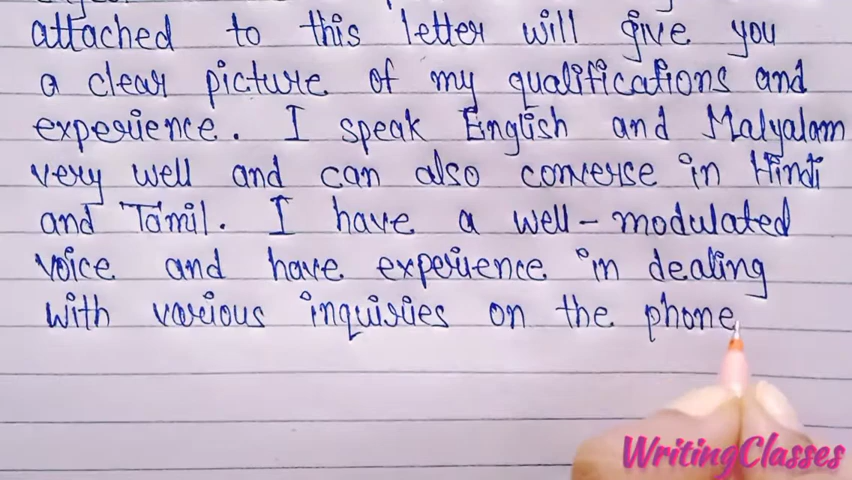 attached to this letter will give you
a clear picture of my qualifications and
experience. I speak English and Malyalam
very well and can also converse in Hindi
and Tamil. I have a well-modulated
voice and have experience in dealing
with various inquiries on the phone
WritingClasses